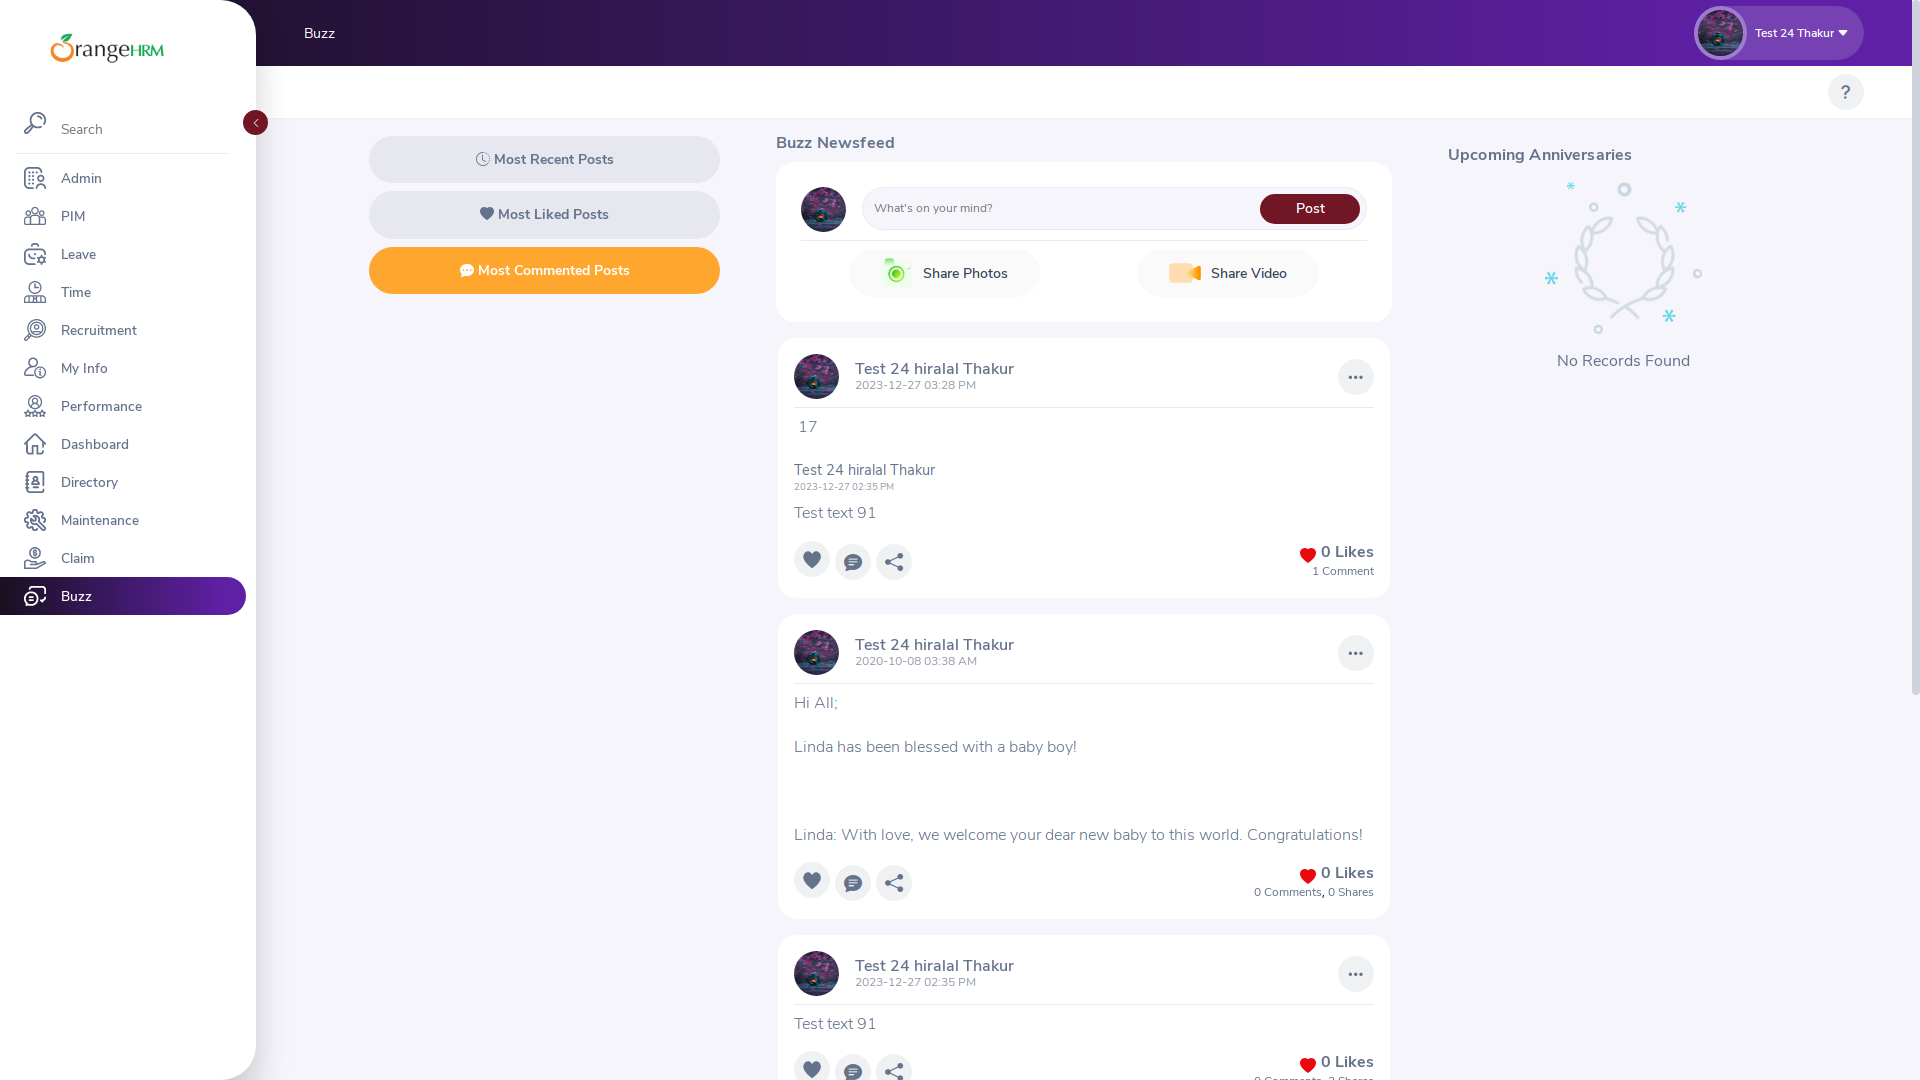 OrangeHRM
Search
Admin
PIM
Leave
Time
Recruitment
My Info
Performance
Dashboard
Directory
Maintenance
Claim
Buzz
Buzz
Test 24 Thakur
?
Most Recent Posts
Most Liked Posts
Most Commented Posts
Buzz Newsfeed
What's on your mind?
Post
Share Photos
Share Video
Test 24 hiralal Thakur
2023-12-27 03:28 PM
17
Test 24 hiralal Thakur
2023-12-27 02:35 PM
Test text 91
0 Likes
1 Comment
Test 24 hiralal Thakur
2020-10-08 03:38 AM
Hi All;
Linda has been blessed with a baby boy!
Linda: With love, we welcome your dear new baby to this world. Congratulations!
0 Likes
0 Comments, 0 Shares
Test 24 hiralal Thakur
2023-12-27 02:35 PM
Test text 91
0 Likes
Upcoming Anniversaries
No Records Found